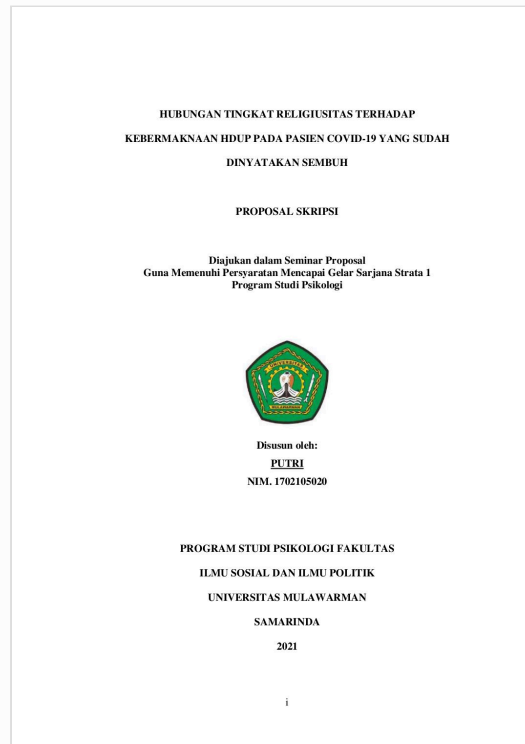 HUBUNGAN TINGKAT RELIGIUSITAS TERHADAP
KEBERMAKNAAN HDUP PADA PASIEN COVID-19 YANG SUDAH
DINYATAKAN SEMBUH
PROPOSAL SKRIPSI
Diajukan dalam Seminar Proposal
Guna Memenuhi Persyaratan Mencapai Gelar Sarjana Strata 1
Program Studi Psikologi
UNIVERSITAS
MULAWARMAN
Disusun oleh:
PUTRI
NIM. 1702105020
PROGRAM STUDI PSIKOLOGI FAKULTAS
ILMU SOSIAL DAN ILMU POLITIK
UNIVERSITAS MULAWARMAN
SAMARINDA
2021
i